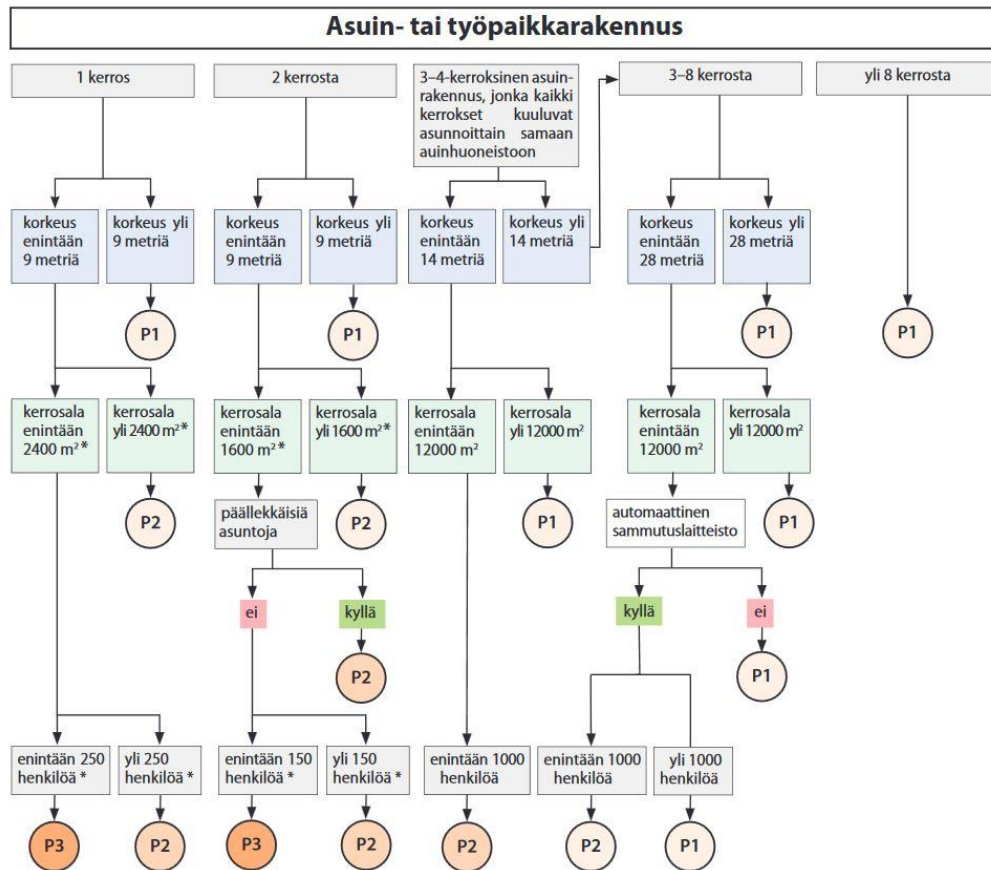 Asuin- tai työpaikkarakennus
1 kerros
2 kerrosta
3–4-kerroksinen asuin-
rakennus, jonka kaikki
kerrokset kuuluvat
asunnoittain samaan
auinhuoneistoon
3–8 kerrosta
yli 8 kerrosta
korkeus
enintään
9 metriä
korkeus yli
9 metriä
korkeus
enintään
9 metriä
korkeus yli
9 metriä
korkeus
enintään
14 metriä
korkeus yli
14 metriä
korkeus
enintään
28 metriä
korkeus yli
28 metriä
P1
P1
P1
P1
kerrosala
enintään
2400 m²*
kerrosala
yli 2400 m²*
kerrosala
enintään
1600 m²*
kerrosala
yli 1600 m²*
kerrosala
enintään
12000 m²
kerrosala
yli 12000 m²
kerrosala
enintään
12000 m²
kerrosala
yli 12000 m²
P2
päällekkäisiä
asuntoja
P2
P1
automaattinen
sammutuslaitteisto
P1
ei
kyllä
kyllä
ei
P2
P1
enintään 250
henkilöä *
yli 250
henkilöä *
enintään 150
henkilöä *
yli 150
henkilöä *
enintään 1000
henkilöä
enintään 1000
henkilöä
yli 1000
henkilöä
P3
P2
P3
P2
P2
P2
P1